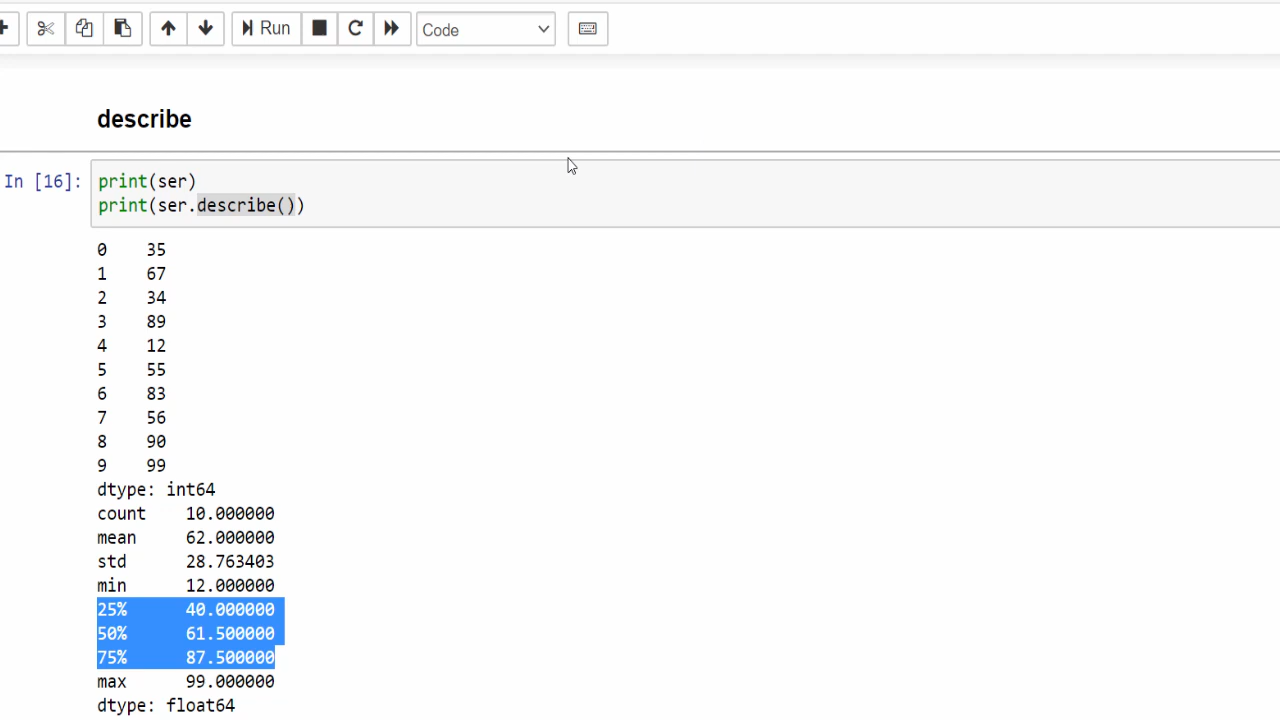 Run Code
describe
In [16]: print(ser)
print(ser.describe())
0 35
1 67
2 34
3 89
4 12
5 55
6 83
7 56
8 90
9 99
dtype: int64
count 10.000000
mean 62.000000
std 28.763403
min 12.000000
25% 40.000000
50% 61.500000
75% 87.500000
max 99.000000
dtype: float64